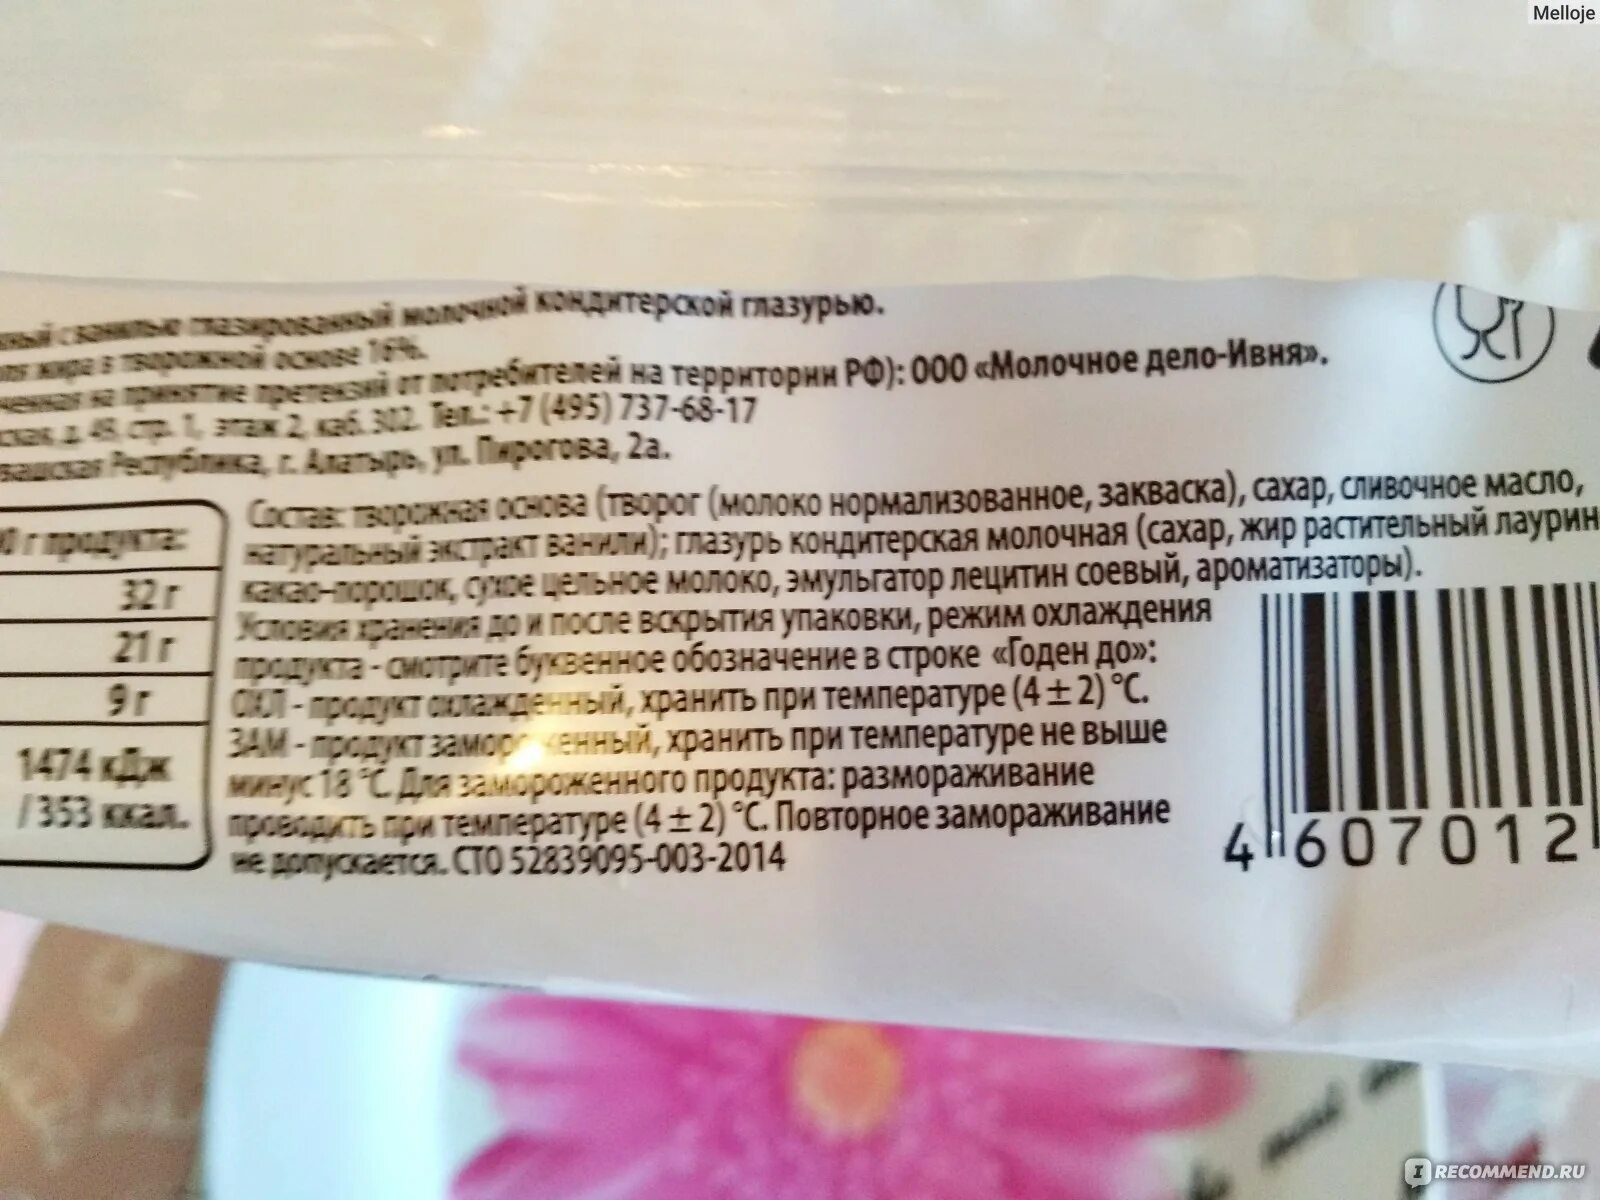 Melloje
ный с ванилью глазированный молочной кондитерской глазурью.
жира в творожной основе 16%.
ченная на принятие претензий от потребителей на территории РФ): ООО «Молочное дело-Ивня».
ская, д. 49, стр. 1, этаж 2, каб. 302. Тел.: +7 (495) 737-68-17
вашская Республика, г. Алатырь, ул. Пирогова, 2а.
0 г продукта:
32 г
21 г
9 г
1474 кДж
/ 353 ккал.
Состав: творожная основа (творог (молоко нормализованное, закваска), сахар, сливочное масло,
натуральный экстракт ванили); глазурь кондитерская молочная (сахар, жир растительный лаурин
какао-порошок, сухое цельное молоко, эмульгатор лецитин соевый, ароматизаторы).
Условия хранения до и после вскрытия упаковки, режим охлаждения
продукта - смотрите буквенное обозначение в строке «Годен до»:
ОХЛ - продукт охлажденный, хранить при температуре (4 ± 2) °С.
ЗАМ - продукт замороженный, хранить при температуре не выше
минус 18 °С. Для замороженного продукта: размораживание
проводить при температуре (4 ± 2) °С. Повторное замораживание
не допускается. СТО 52839095-003-2014
4 607012
IRECOMMEND.RU